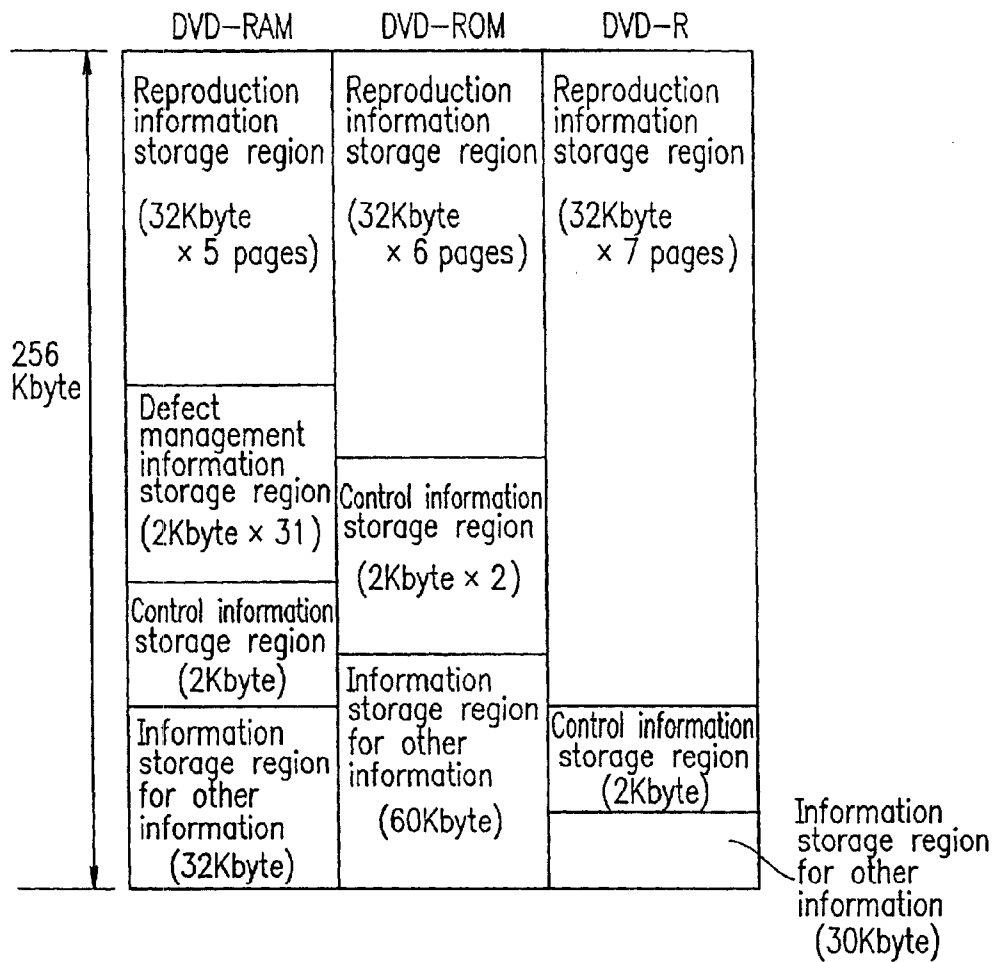 DVD-RAM DVD-ROM DVD-R
256
Kbyte
Reproduction
information
storage region
(32Kbyte
× 5 pages)
Defect
management
information
storage region
(2Kbyte × 31)
Control information
storage region
(2Kbyte)
Information
storage region
for other
information
(32Kbyte)
Reproduction
information
storage region
(32Kbyte
× 6 pages)
Control information
storage region
(2Kbyte × 2)
Information
storage region
for other
information
(60Kbyte)
Reproduction
information
storage region
(32Kbyte
× 7 pages)
Control information
storage region
(2Kbyte)
Information
storage region
for other
information
(30Kbyte)